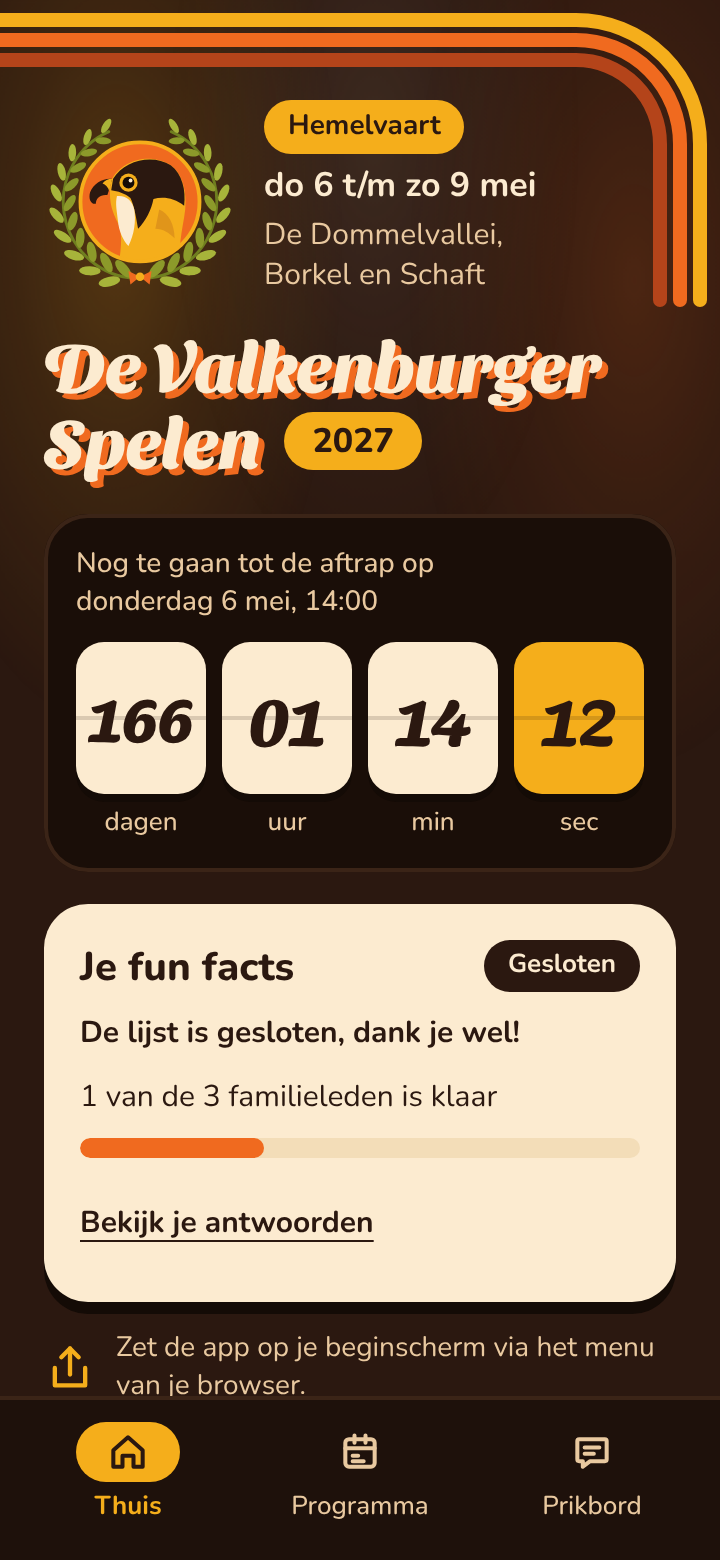 Hemelvaart
do 6 t/m zo 9 mei
De Dommelvallei,
Borkel en Schaft
De Valkenburger
Spelen 2027
Nog te gaan tot de aftrap op
donderdag 6 mei, 14:00
166 01 14 12
dagen uur min sec
Je fun facts Gesloten
De lijst is gesloten, dank je wel!
1 van de 3 familieleden is klaar
Bekijk je antwoorden
Zet de app op je beginscherm via het menu
van je browser.
Thuis Programma Prikbord